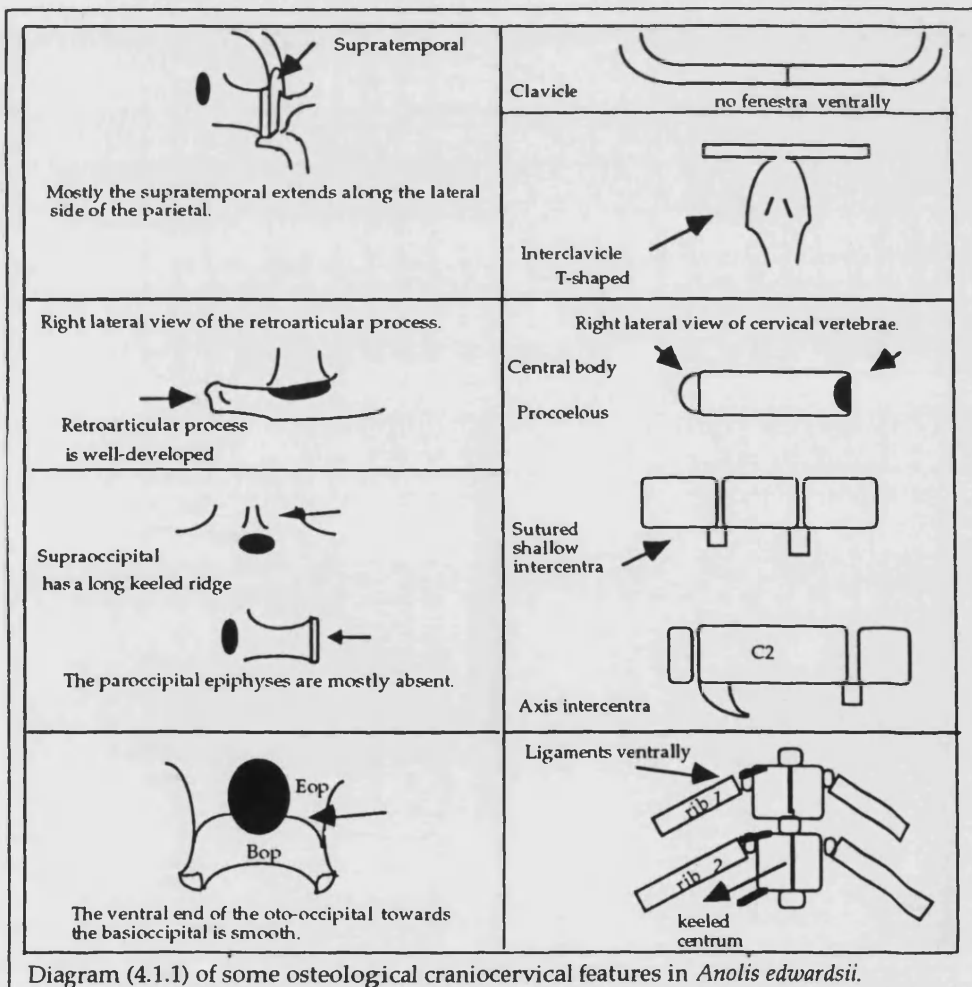 Supratemporal
Mostly the supratemporal extends along the lateral
side of the parietal.
Clavicle
no fenestra ventrally
Interclavicle
T-shaped
Right lateral view of the retroarticular process.
Retroarticular process
is well-developed
Supraoccipital
has a long keeled ridge
The paroccipital epiphyses are mostly absent.
Right lateral view of cervical vertebrae.
Central body
Procoelous
Sutured
shallow
intercentra
C2
Axis intercentra
Eop
Bop
The ventral end of the oto-occipital towards
the basioccipital is smooth.
Ligaments ventrally
rib 1
rib 2
keeled
centrum
Diagram (4.1.1) of some osteological craniocervical features in Anolis edwardsii.